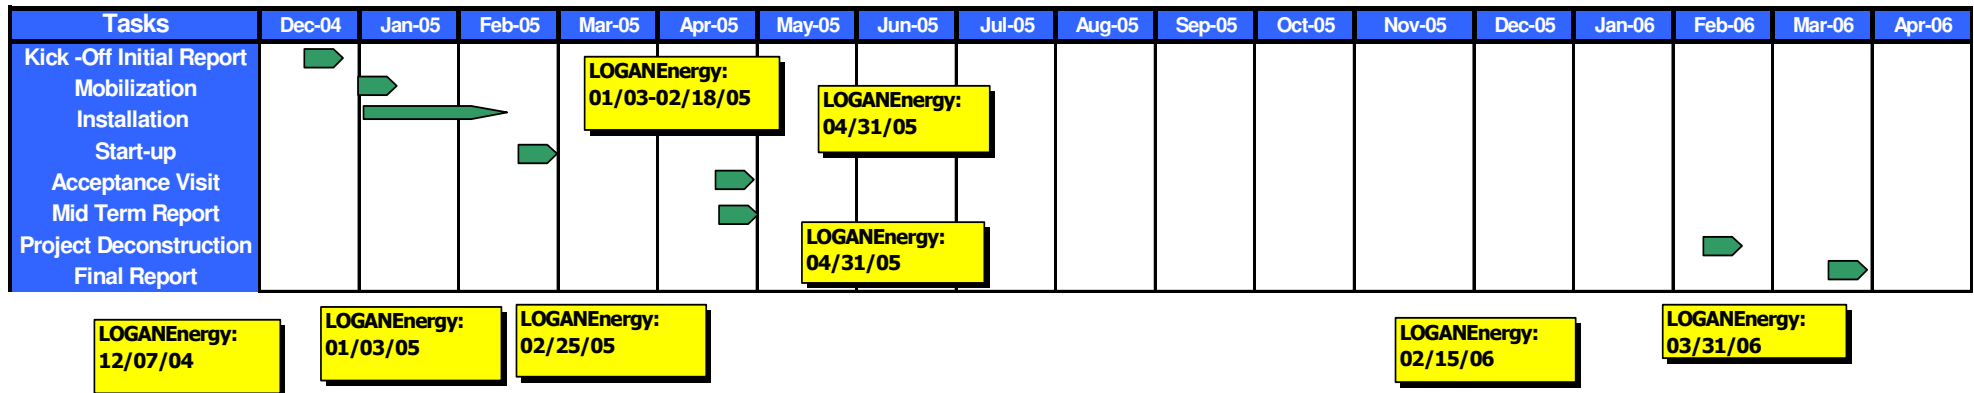 Tasks Dec-04 Jan-05 Feb-05 Mar-05 Apr-05 May-05 Jun-05 Jul-05 Aug-05 Sep-05 Oct-05 Nov-05 Dec-05 Jan-06 Feb-06 Mar-06 Apr-06
Kick -Off Initial Report
Mobilization
Installation
Start-up
Acceptance Visit
Mid Term Report
Project Deconstruction
Final Report
LOGANEnergy:
01/03-02/18/05
LOGANEnergy:
04/31/05
LOGANEnergy:
04/31/05
LOGANEnergy:
12/07/04
LOGANEnergy:
01/03/05
LOGANEnergy:
02/25/05
LOGANEnergy:
02/15/06
LOGANEnergy:
03/31/06